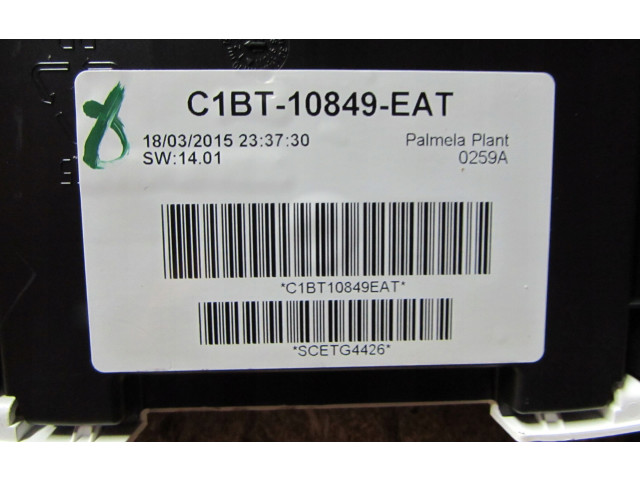 C1BT-10849-EAT
18/03/2015 23:37:30 Palmela Plant
SW:14.01 0259A
*C1BT10849EAT*
*SCETG4426*